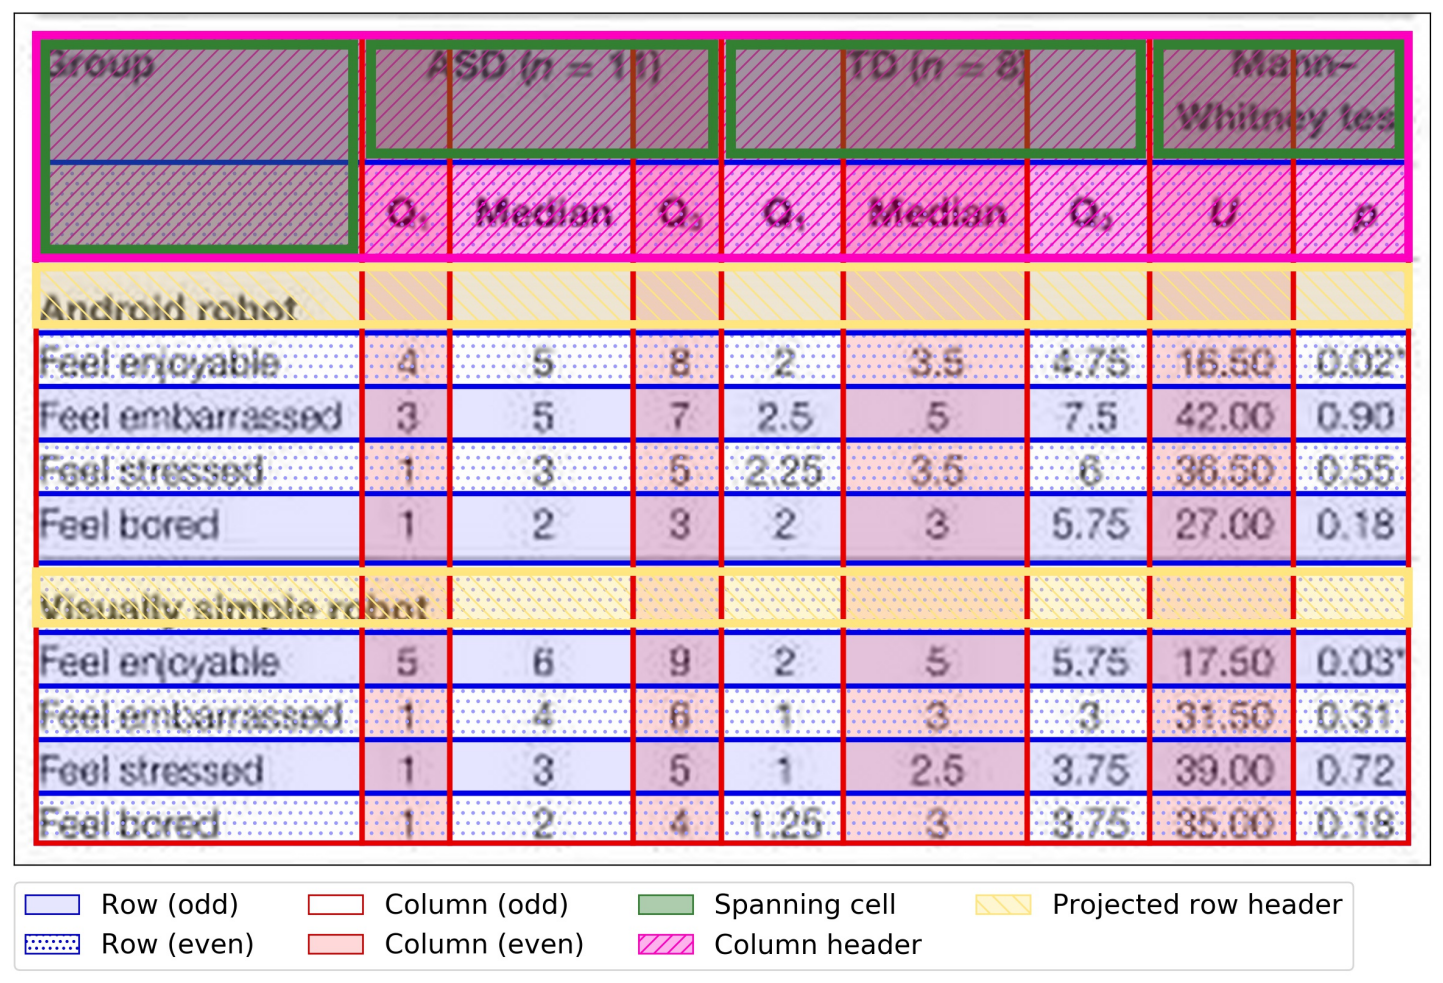 Group ASD (n = 11) TD (n = 8) Mann–
Whitney tes
Q₁ Median Q₃ Q₁ Median Q₃ U p
Android robot
Feel enjoyable 4 5 8 2 3.5 4.75 16.50 0.02*
Feel embarrassed 3 5 7 2.5 5 7.5 42.00 0.90
Feel stressed 1 3 5 2.25 3.5 6 36.50 0.55
Feel bored 1 2 3 2 3 5.75 27.00 0.18
Visually simple robot
Feel enjoyable 5 6 9 2 5 5.75 17.50 0.03*
Feel embarrassed 1 4 6 1 3 3 31.50 0.31
Feel stressed 1 3 5 1 2.5 3.75 39.00 0.72
Feel bored 1 2 4 1.25 3 3.75 35.00 0.18
Row (odd) Column (odd) Spanning cell Projected row header
Row (even) Column (even) Column header